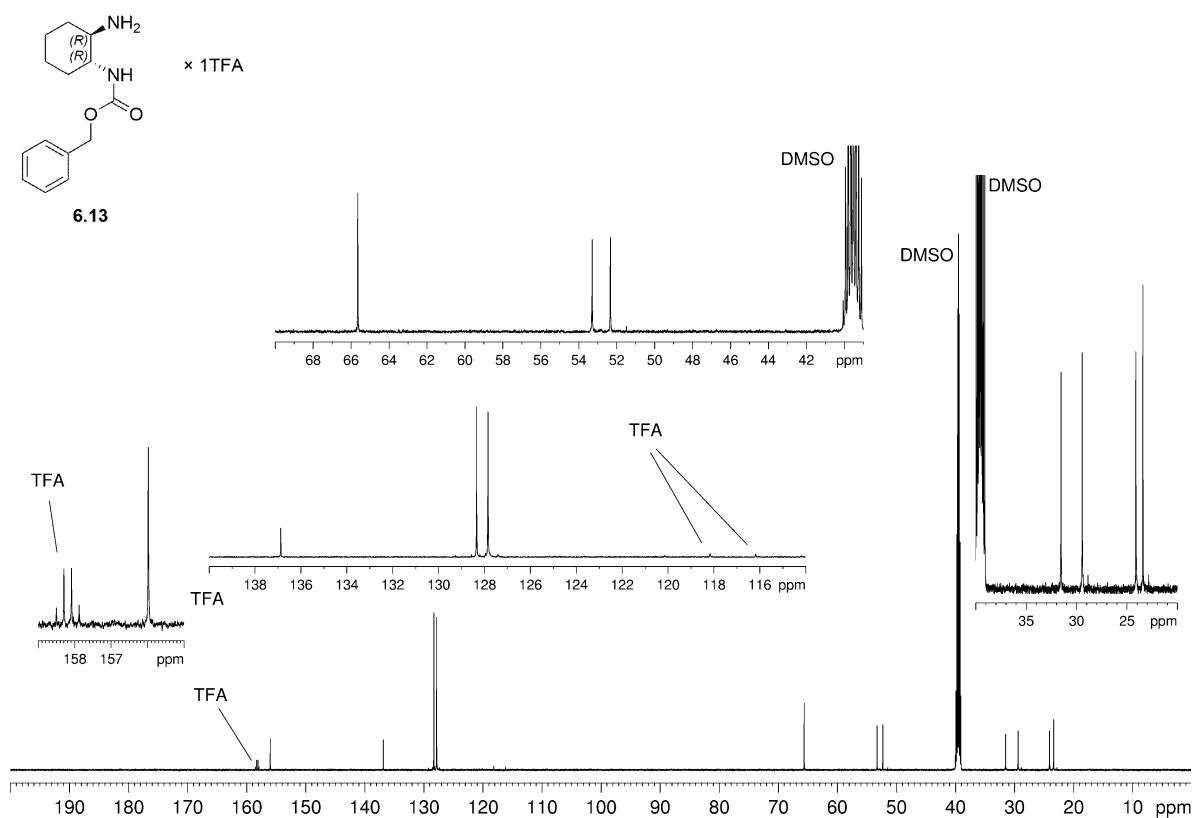 NH2
(R)
(R)
NH
× 1TFA
O
O
6.13
DMSO
68 66 64 62 60 58 56 54 52 50 48 46 44 42 ppm
DMSO
DMSO
35 30 25 ppm
TFA
138 136 134 132 130 128 126 124 122 120 118 116 ppm
TFA
158 157 ppm
TFA
TFA
190 180 170 160 150 140 130 120 110 100 90 80 70 60 50 40 30 20 10 ppm